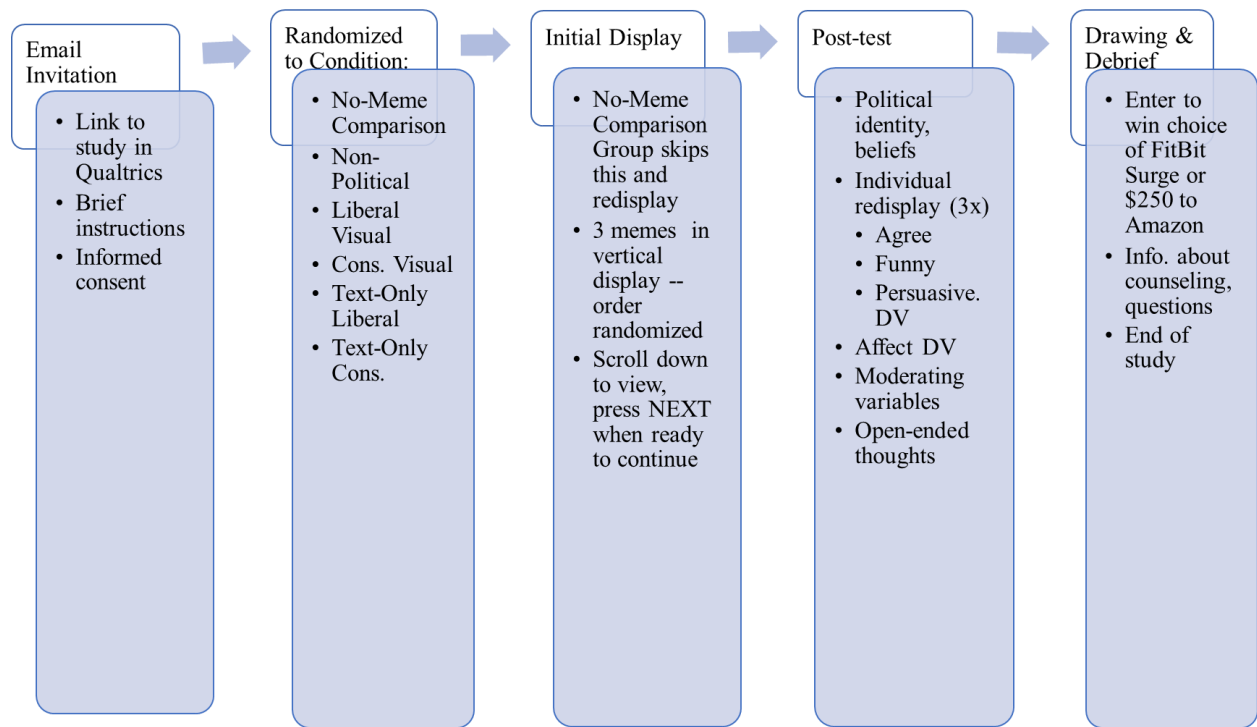 Email
Invitation
• Link to
study in
Qualtrics
• Brief
instructions
• Informed
consent
Randomized
to Condition:
• No-Meme
Comparison
• Non-
Political
• Liberal
Visual
• Cons. Visual
• Text-Only
Liberal
• Text-Only
Cons.
Initial Display
• No-Meme
Comparison
Group skips
this and
redisplay
• 3 memes in
vertical
display --
order
randomized
• Scroll down
to view,
press NEXT
when ready
to continue
Post-test
• Political
identity,
beliefs
• Individual
redisplay (3x)
• Agree
• Funny
• Persuasive.
DV
• Affect DV
• Moderating
variables
• Open-ended
thoughts
Drawing &
Debrief
• Enter to
win choice
of FitBit
Surge or
$250 to
Amazon
• Info. about
counseling,
questions
• End of
study